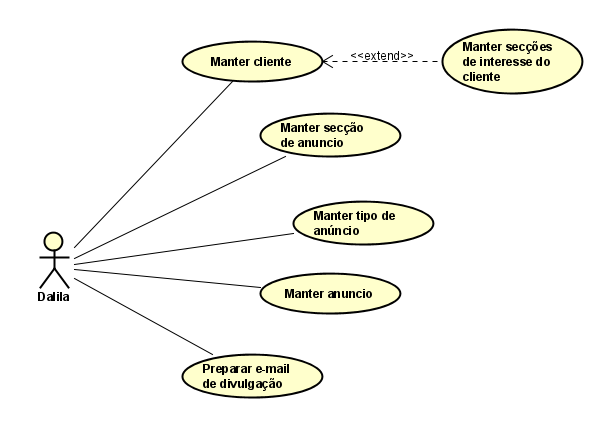 Manter cliente
<<extend>>
Manter secções
de interesse do
cliente
Manter secção
de anuncio
Manter tipo de
anúncio
Dalila
Manter anuncio
Preparar e-mail
de divulgação